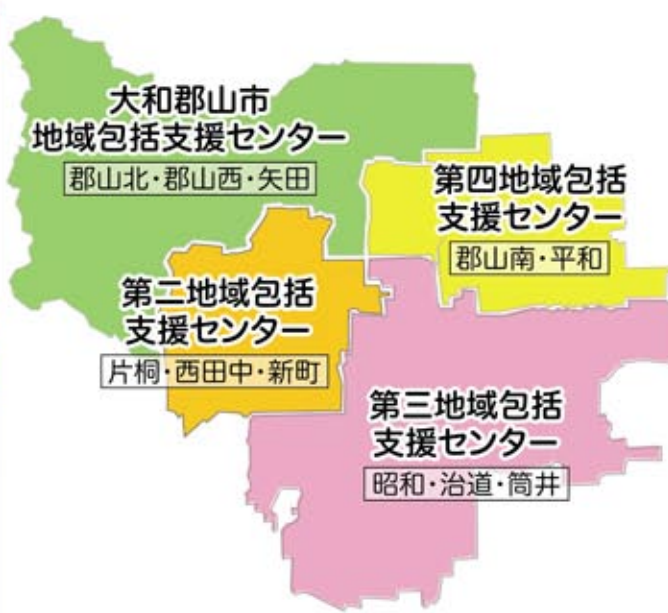 大和郡山市
地域包括支援センター
郡山北・郡山西・矢田
第四地域包括
支援センター
郡山南・平和
第二地域包括
支援センター
片桐・西田中・新町
第三地域包括
支援センター
昭和・治道・筒井